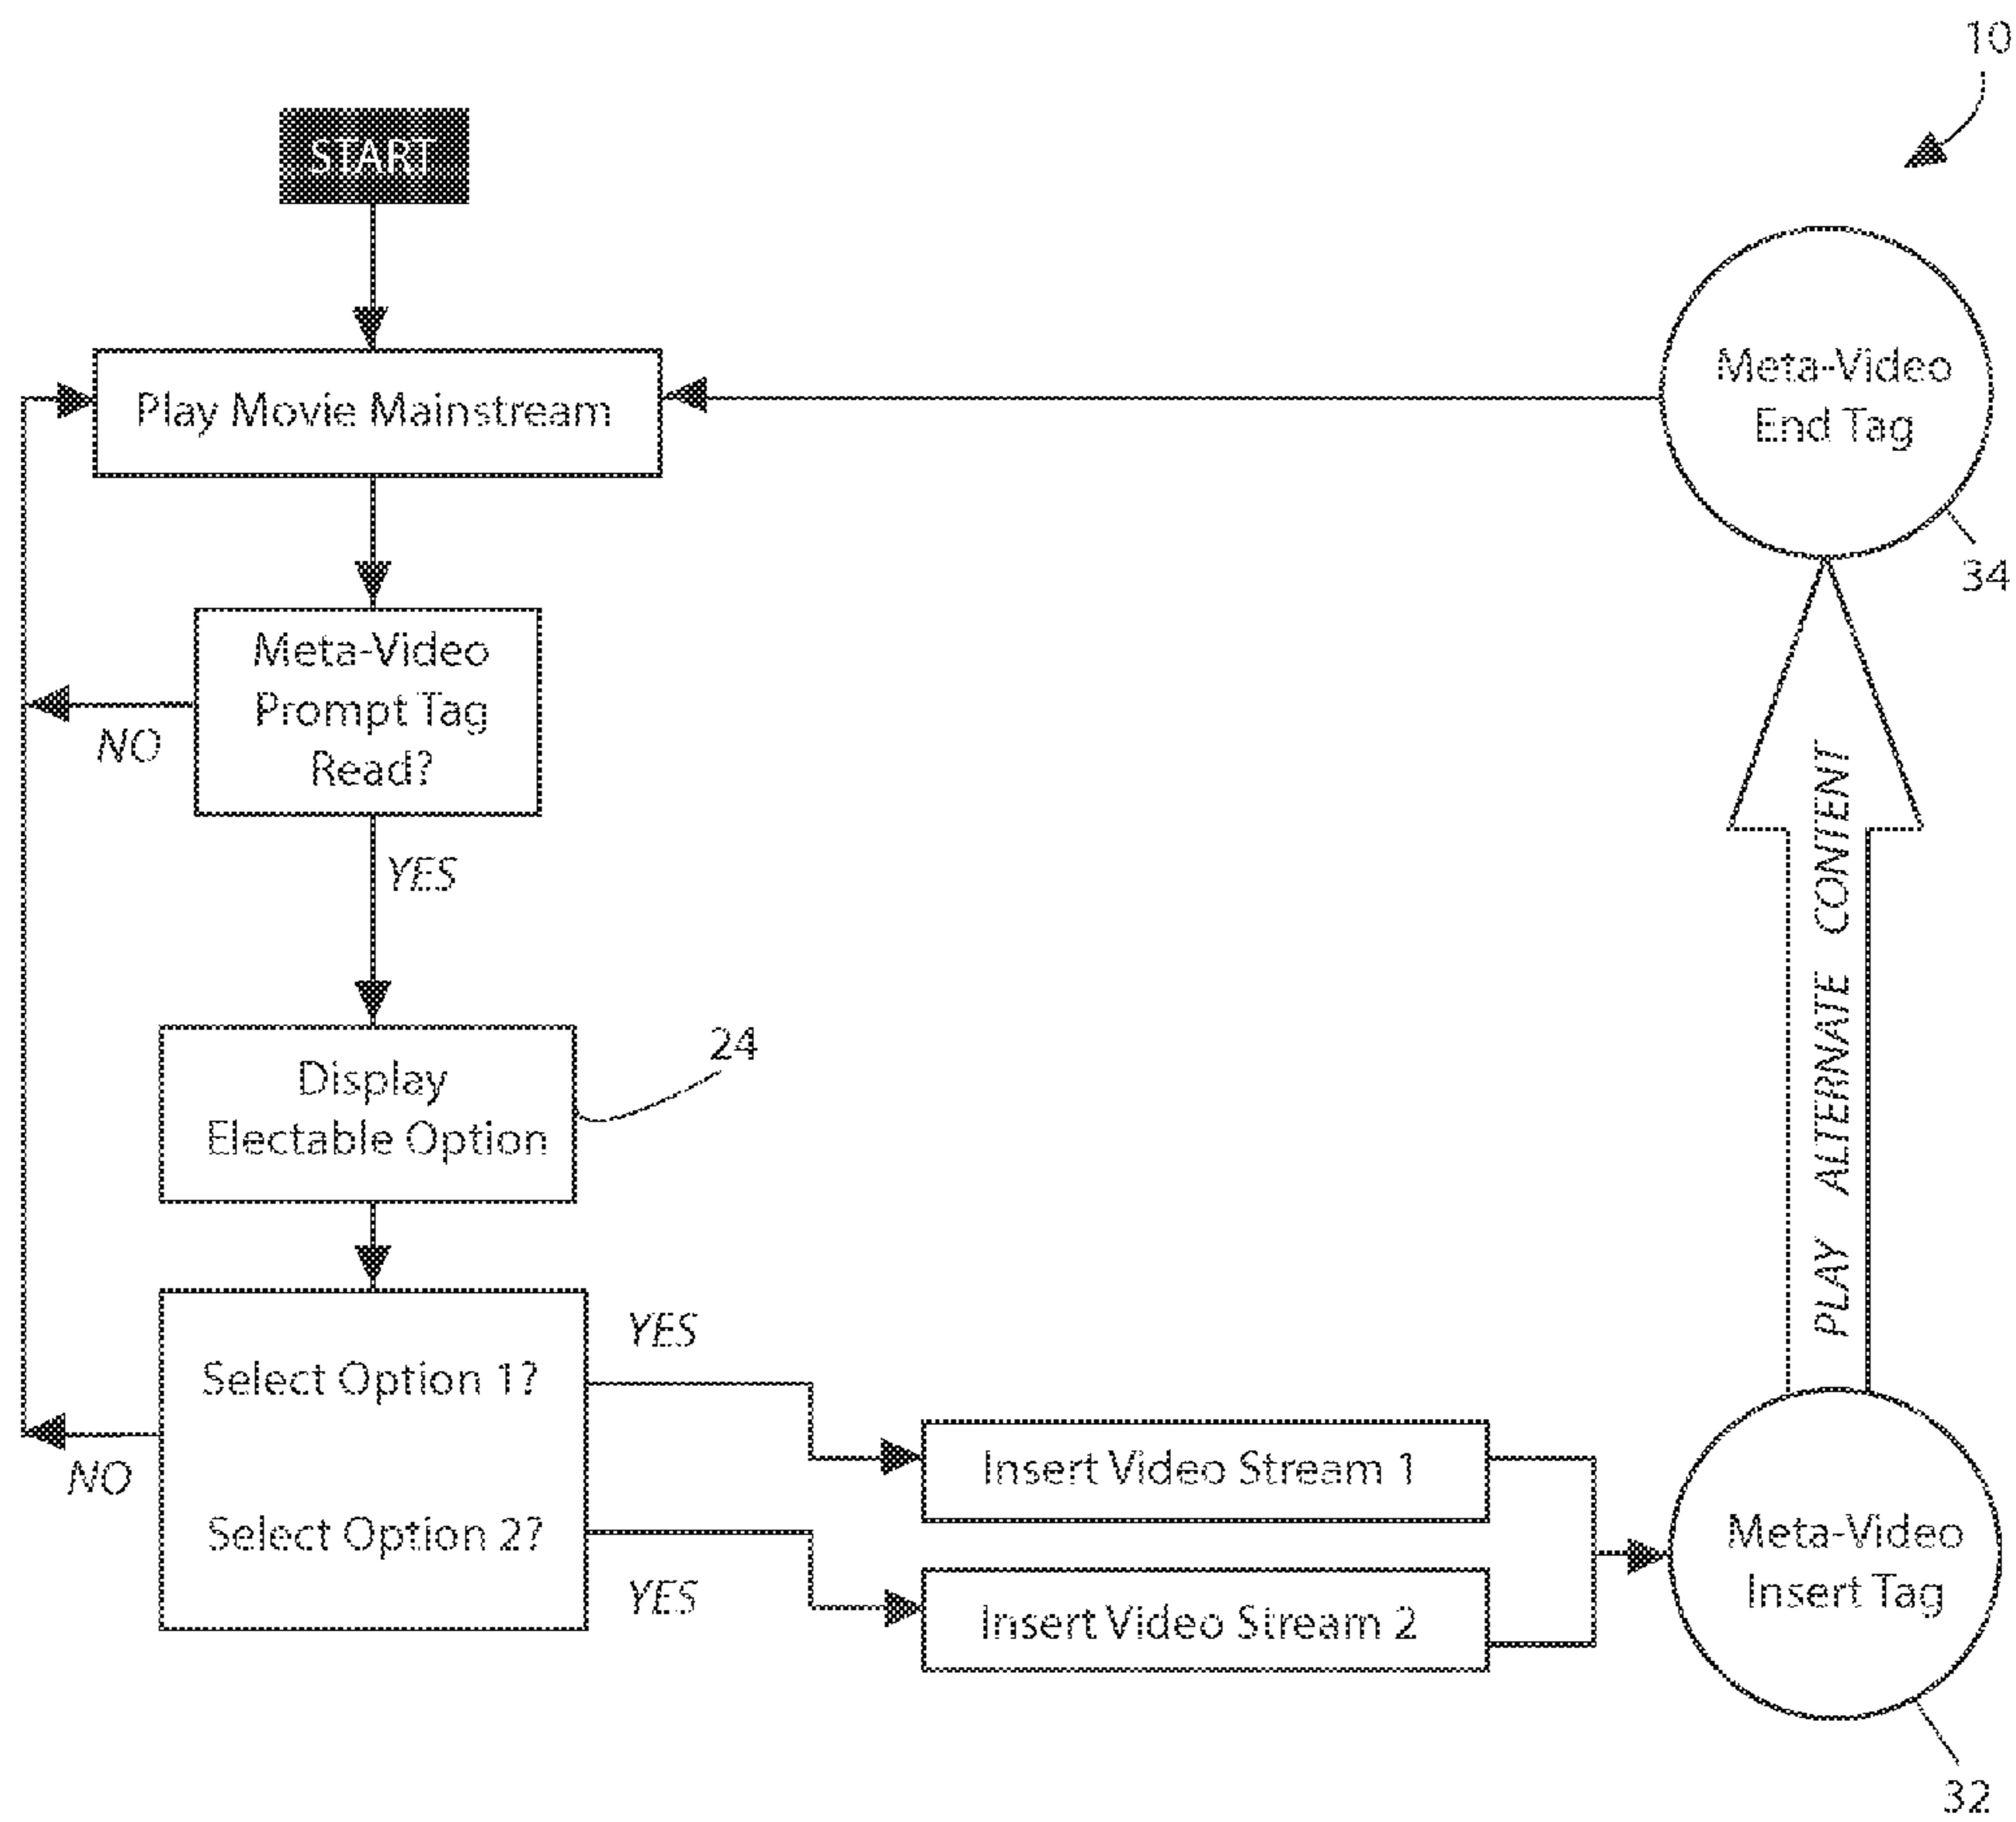 10
START
Play Movie Mainstream
Meta-Video
End Tag
34
Meta-Video
Prompt Tag
Read?
NO
YES
Display
Electable Option
24
PLAY ALTERNATE CONTENT
Select Option 1?
YES
NO
Select Option 2?
YES
Insert Video Stream 1
Insert Video Stream 2
Meta-Video
Insert Tag
32